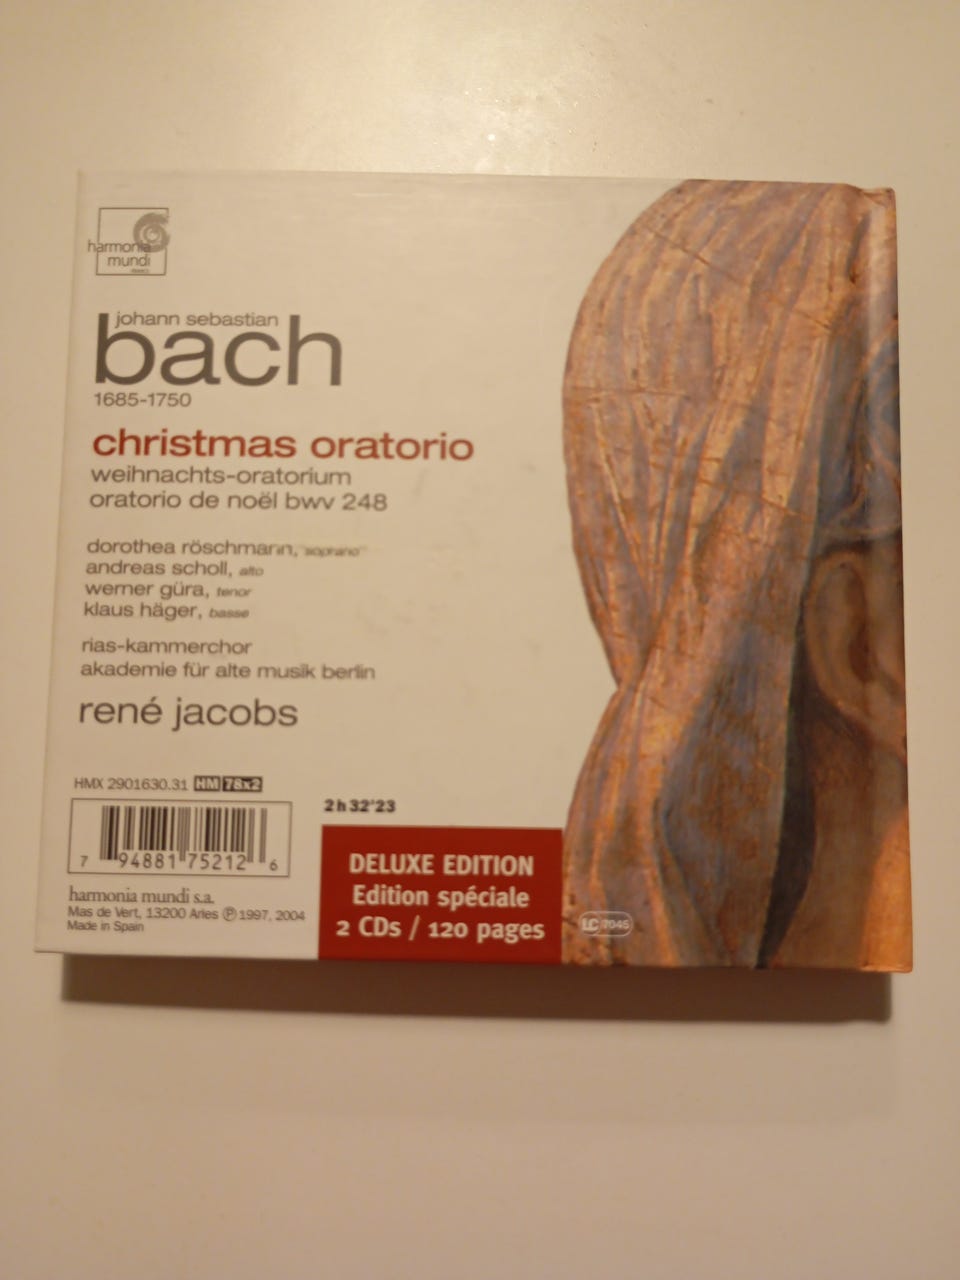 harmonia
mundi
johann sebastian
bach
1685-1750
christmas oratorio
weihnachts-oratorium
oratorio de noël bwv 248
dorothea röschmann, soprano
andreas scholl, alto
werner güra, tenor
klaus häger, basse
rias-kammerchor
akademie für alte musik berlin
rené jacobs
HMX 2901630.31 HM 78x2
2 h 32'23
7 94881 75212 6
harmonia mundi s.a.
Mas de Vert, 13200 Arles ℗ 1997, 2004
Made in Spain
DELUXE EDITION
Edition spéciale
2 CDs / 120 pages
LC 7045